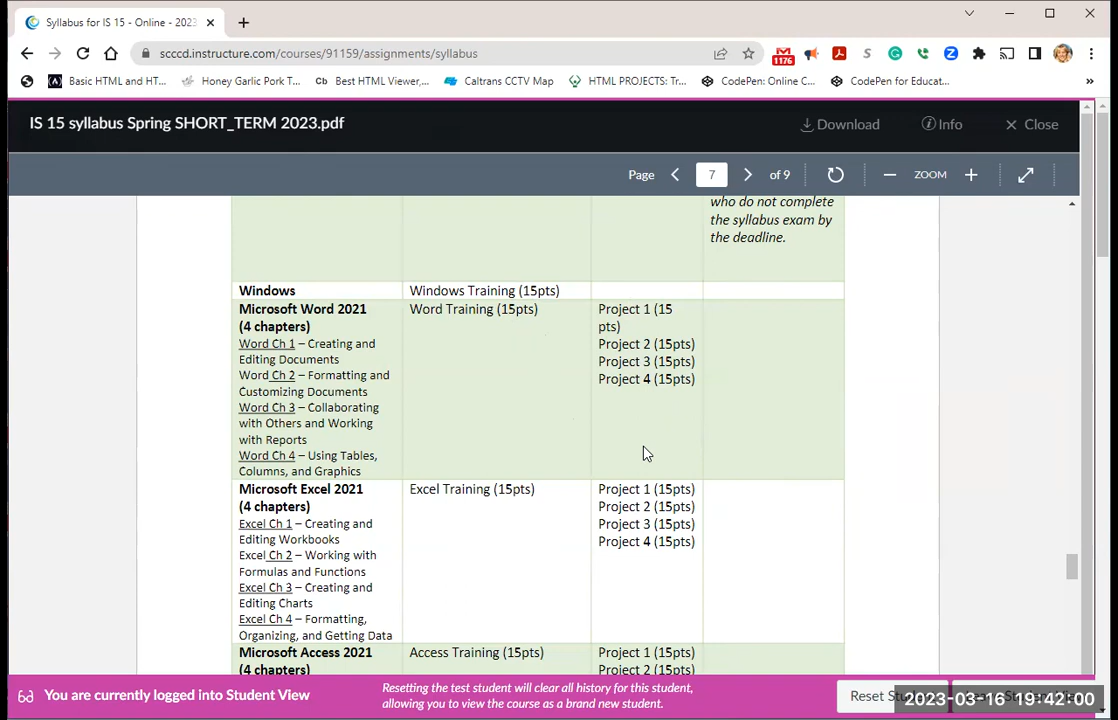 Syllabus for IS 15 - Online - 2023
scccd.instructure.com/courses/91159/assignments/syllabus
1176
Basic HTML and HT...
Honey Garlic Pork T...
Cb Best HTML Viewer,...
Caltrans CCTV Map
HTML PROJECTS: Tr...
CodePen: Online C...
CodePen for Educat...
IS 15 syllabus Spring SHORT_TERM 2023.pdf
Download
Info
Close
Page 7 of 9
ZOOM
who do not complete
the syllabus exam by
the deadline.
Windows
Windows Training (15pts)
Microsoft Word 2021
(4 chapters)
Word Ch 1 – Creating and
Editing Documents
Word Ch 2 – Formatting and
Customizing Documents
Word Ch 3 – Collaborating
with Others and Working
with Reports
Word Ch 4 – Using Tables,
Columns, and Graphics
Word Training (15pts)
Project 1 (15
pts)
Project 2 (15pts)
Project 3 (15pts)
Project 4 (15pts)
Microsoft Excel 2021
(4 chapters)
Excel Ch 1 – Creating and
Editing Workbooks
Excel Ch 2 – Working with
Formulas and Functions
Excel Ch 3 – Creating and
Editing Charts
Excel Ch 4 – Formatting,
Organizing, and Getting Data
Excel Training (15pts)
Project 1 (15pts)
Project 2 (15pts)
Project 3 (15pts)
Project 4 (15pts)
Microsoft Access 2021
(4 chapters)
Access Training (15pts)
Project 1 (15pts)
Project 2 (15pts)
You are currently logged into Student View
Resetting the test student will clear all history for this student,
allowing you to view the course as a brand new student.
Reset
2023-03-16 19:42:00